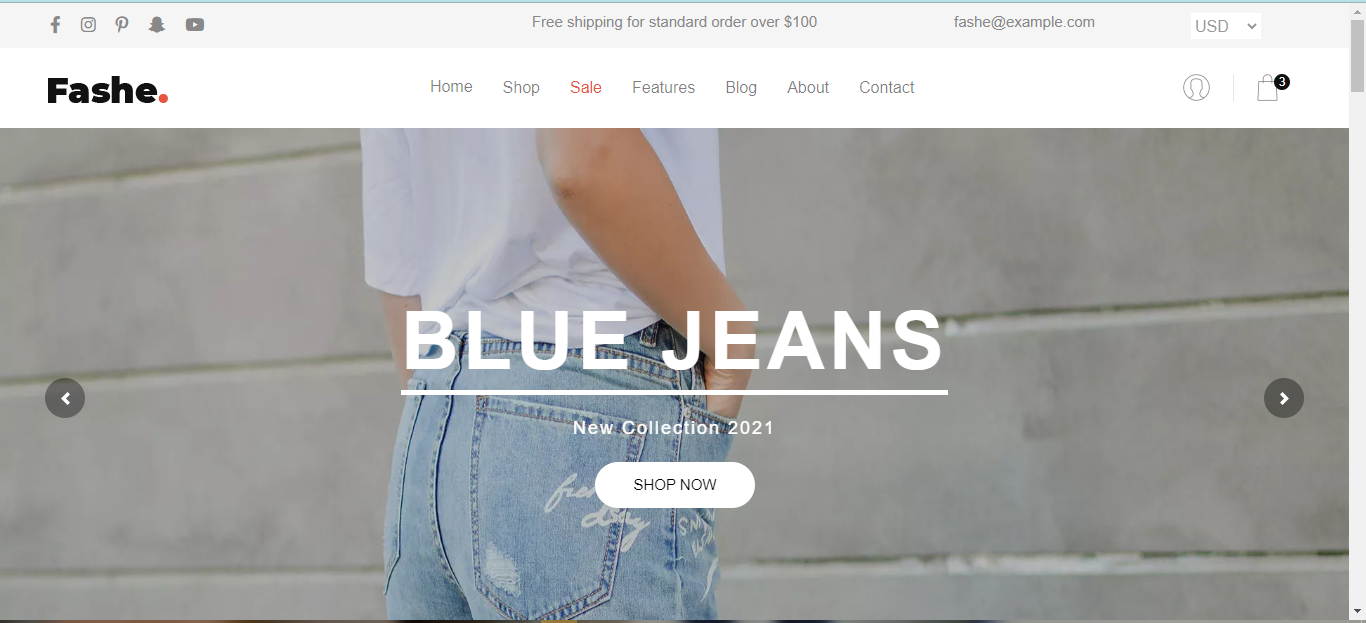 Free shipping for standard order over $100
fashe@example.com
USD
Fashe.
Home
Shop
Sale
Features
Blog
About
Contact
3
BLUE JEANS
New Collection 2021
SHOP NOW